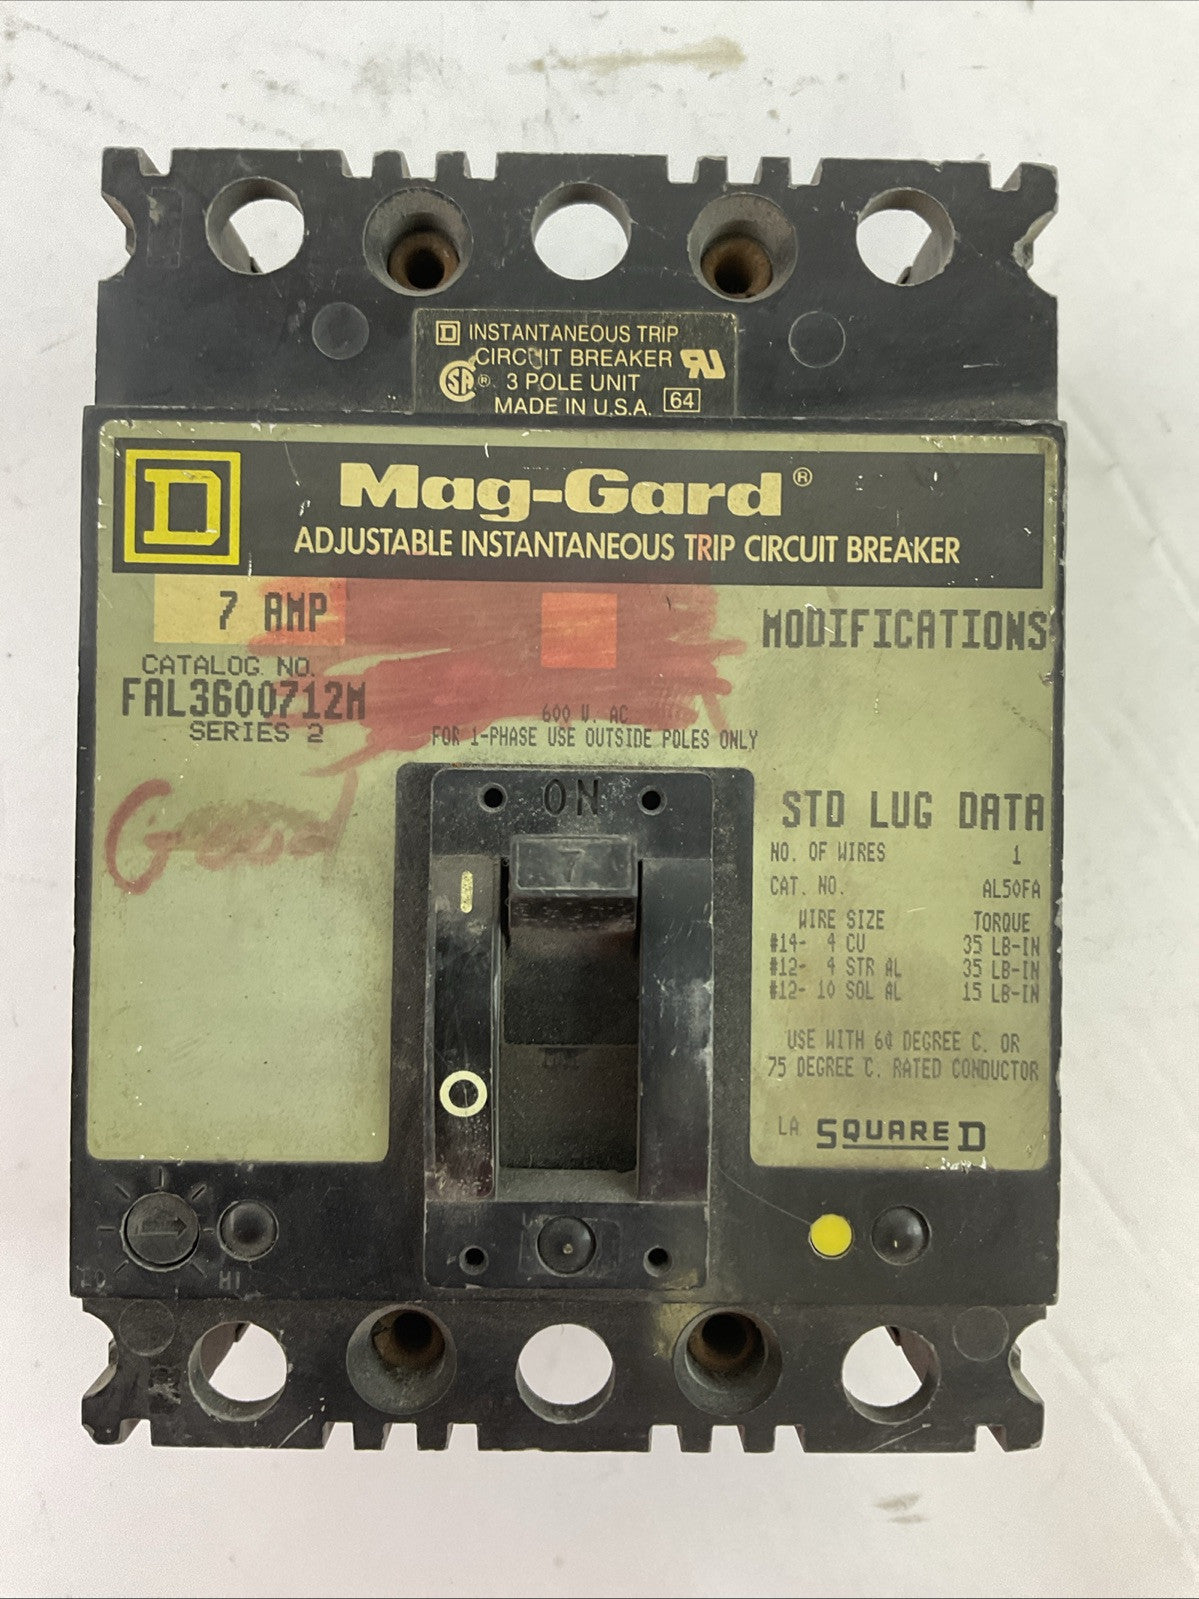 D INSTANTANEOUS TRIP
CIRCUIT BREAKER
SA ® 3 POLE UNIT
MADE IN U.S.A. 64
D Mag-Gard®
ADJUSTABLE INSTANTANEOUS TRIP CIRCUIT BREAKER
7 AMP
CATALOG NO.
FAL3600712M
SERIES 2
600 V. AC
FOR 1-PHASE USE OUTSIDE POLES ONLY
MODIFICATIONS
Good
ON
7
I
O
STD LUG DATA
NO. OF WIRES 1
CAT. NO. AL50FA
WIRE SIZE TORQUE
#14- 4 CU 35 LB-IN
#12- 4 STR AL 35 LB-IN
#12- 10 SOL AL 15 LB-IN
USE WITH 60 DEGREE C. OR
75 DEGREE C. RATED CONDUCTOR
LA SQUARE D
LO HI